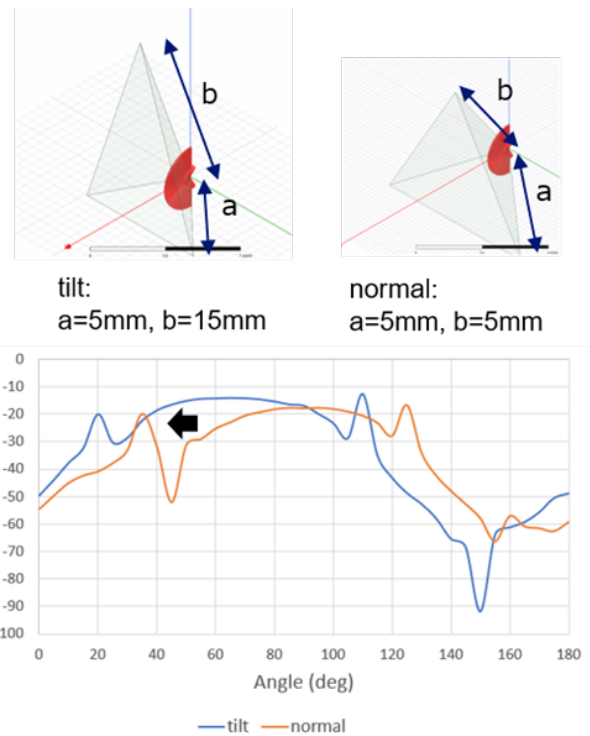 b
a
b
a
tilt:
a=5mm, b=15mm
normal:
a=5mm, b=5mm
0
-10
-20
-30
-40
-50
-60
-70
-80
-90
100
0 20 40 60 80 100 120 140 160 180
Angle (deg)
tilt normal